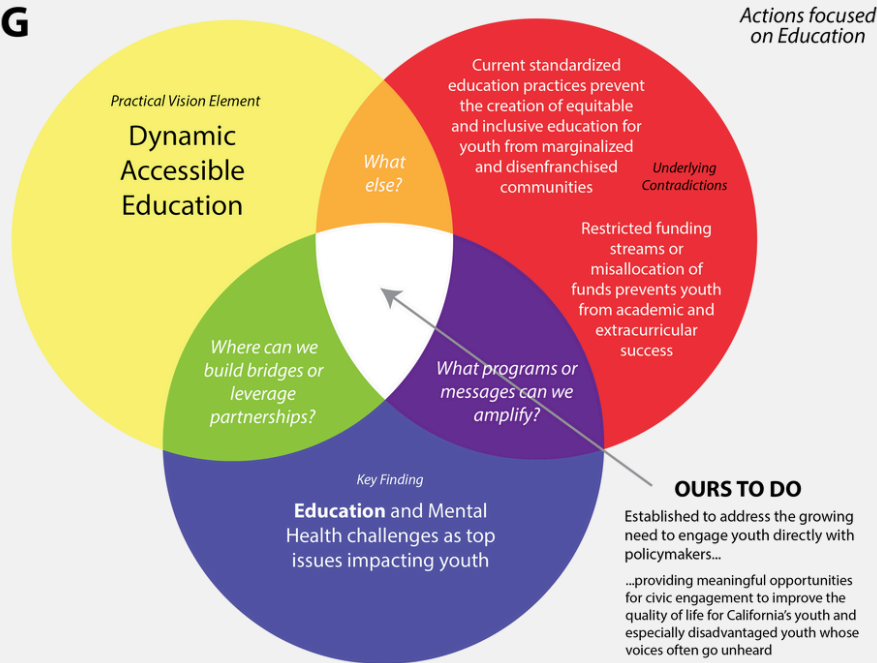 G
Actions focused
on Education
Practical Vision Element
Dynamic
Accessible
Education
What
else?
Current standardized
education practices prevent
the creation of equitable
and inclusive education for
youth from marginalized
and disenfranchised
communities
Underlying
Contradictions
Restricted funding
streams or
misallocation of
funds prevents youth
from academic and
extracurricular
success
Where can we
build bridges or
leverage
partnerships?
What programs or
messages can we
amplify?
Key Finding
Education and Mental
Health challenges as top
issues impacting youth
OURS TO DO
Established to address the growing
need to engage youth directly with
policymakers...
...providing meaningful opportunities
for civic engagement to improve the
quality of life for California's youth and
especially disadvantaged youth whose
voices often go unheard